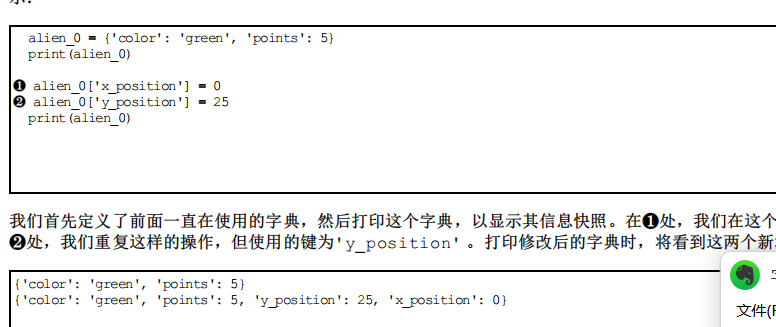 alien_0 = {'color': 'green', 'points': 5}
print(alien_0)
❶ alien_0['x_position'] = 0
❷ alien_0['y_position'] = 25
print(alien_0)
我们首先定义了前面一直在使用的字典，然后打印这个字典，以显示其信息快照。在❶处，我们在这个
❷处，我们重复这样的操作，但使用的键为'y_position' 。打印修改后的字典时，将看到这两个新
{'color': 'green', 'points': 5}
{'color': 'green', 'points': 5, 'y_position': 25, 'x_position': 0}
文件(F